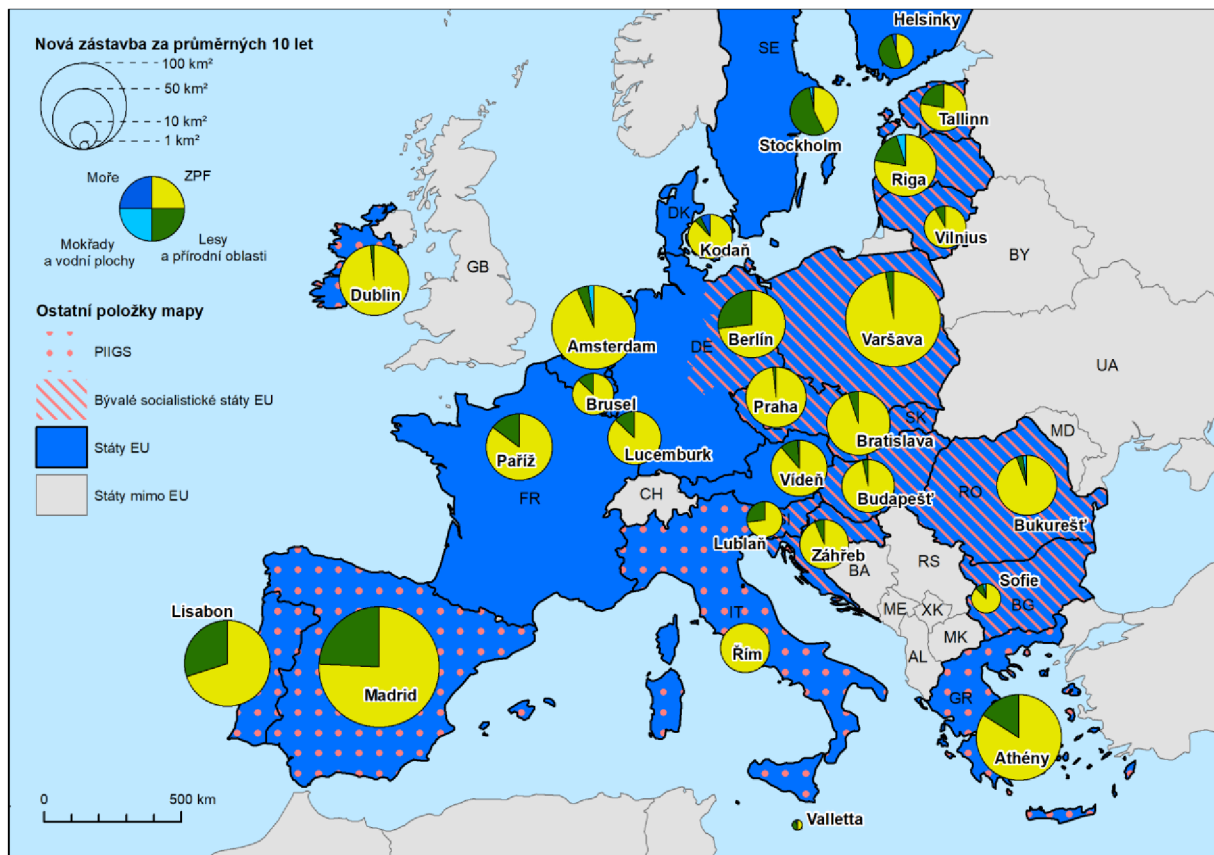 Nová zástavba za průměrných 10 let
100 km²
50 km²
10 km²
1 km²
Moře
ZPF
Mokřady
a vodní plochy
Lesy
a přírodní oblasti
Ostatní položky mapy
PIIGS
Bývalé socialistické státy EU
Státy EU
Státy mimo EU
Helsinky
SE
Stockholm
Tallinn
Riga
Vilnius
DK
Kodaň
BY
GB
Dublin
Amsterdam
DE
Berlín
Varšava
UA
Brusel
Praha
SK
Bratislava
MD
Paříž
Lucemburk
Vídeň
Budapešť
RO
Bukurešť
FR
CH
SI
Lublaň
Záhřeb
BA
RS
Sofie
BG
ME
XK
MK
AL
IT
Řím
Lisabon
Madrid
GR
Athény
Valletta
0
500 km